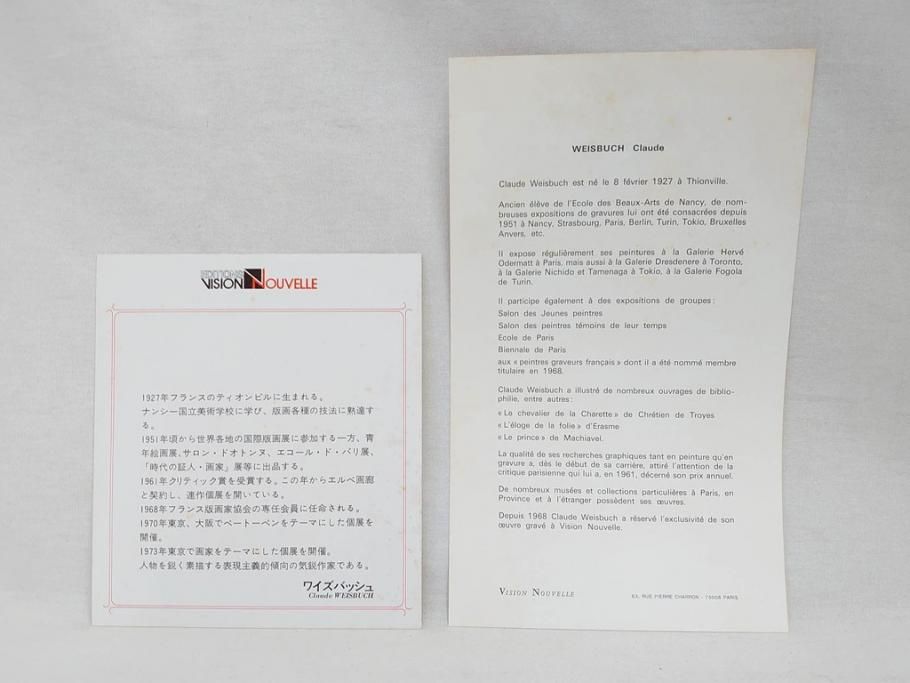 EDITIONS
VISION NOUVELLE
1927年フランスのティオンビルに生まれる。
ナンシー国立美術学校に学び、版画各種の技法に熟達す
る。
1951年頃から世界各地の国際版画展に参加する一方、青
年絵画展、サロン・ドオトンヌ、エコール・ド・パリ展、
「時代の証人・画家」展等に出品する。
1961年クリティック賞を受賞する。この年からエルベ画廊
と契約し、連作個展を開いている。
1968年フランス版画家協会の専任会員に任命される。
1970年東京、大阪でベートーベンをテーマにした個展を
開催。
1973年東京で画家をテーマにした個展を開催。
人物を鋭く素描する表現主義的傾向の気鋭作家である。
ワイズバッシュ
Claude WEISBUCH
WEISBUCH Claude
Claude Weisbuch est né le 8 février 1927 à Thionville.
Ancien élève de l'Ecole des Beaux-Arts de Nancy, de nom-
breuses expositions de gravures lui ont été consacrées depuis
1951 à Nancy, Strasbourg, Paris, Berlin, Turin, Tokio, Bruxelles
Anvers, etc.
Il expose régulièrement ses peintures à la Galerie Hervé
Odermatt à Paris, mais aussi à la Galerie Dresdenere à Toronto,
à la Galerie Nichido et Tamenaga à Tokio, à la Galerie Fogola
de Turin.
Il participe également à des expositions de groupes :
Salon des Jeunes peintres
Salon des peintres témoins de leur temps
Ecole de Paris
Biennale de Paris
aux « peintres graveurs français » dont il a été nommé membre
titulaire en 1968.
Claude Weisbuch a illustré de nombreux ouvrages de biblio-
philie, entre autres :
« Le chevalier de la Charette » de Chrétien de Troyes
« L'éloge de la folie » d'Erasme
« Le prince » de Machiavel.
La qualité de ses recherches graphiques tant en peinture qu'en
gravure a, dès le début de sa carrière, attiré l'attention de la
critique parisienne qui lui a, en 1961, décerné son prix annuel.
De nombreux musées et collections particulières à Paris, en
Province et à l'étranger possèdent ses œuvres.
Depuis 1968 Claude Weisbuch a réservé l'exclusivité de son
œuvre gravé à Vision Nouvelle.
VISION NOUVELLE 63, RUE PIERRE CHARRON - 75008 PARIS